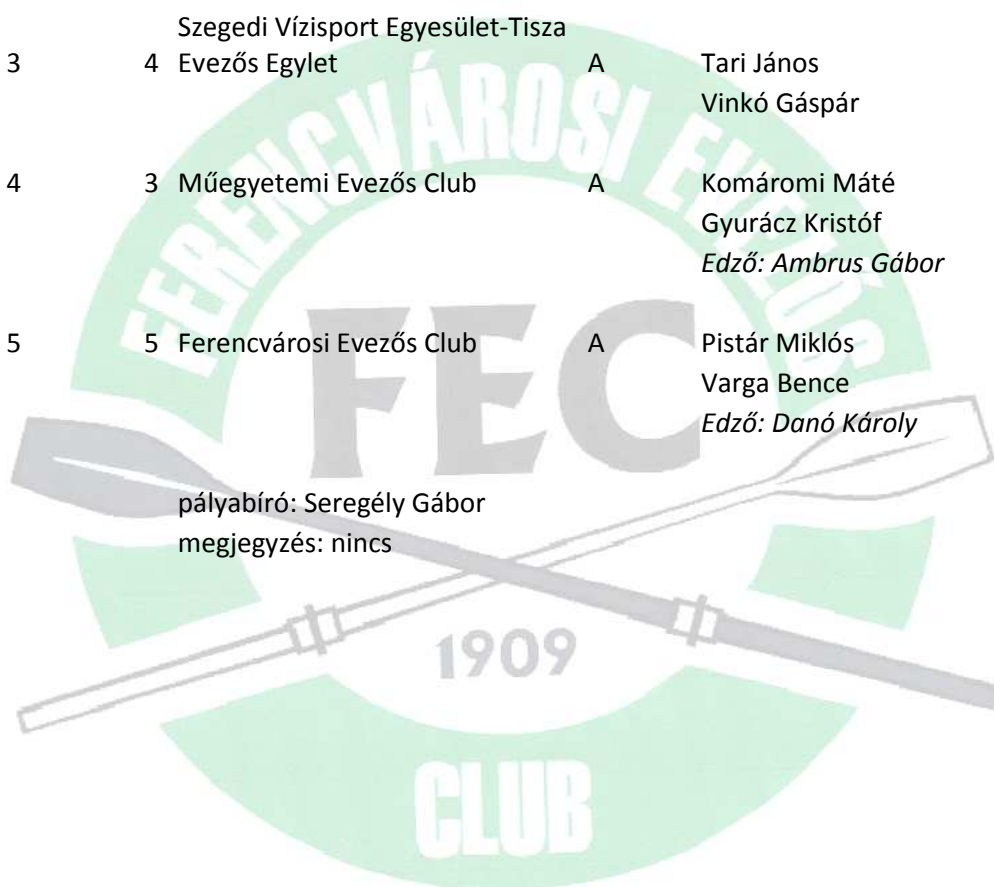 Szegedi Vízisport Egyesület-Tisza
3 4 Evezős Egylet A Tari János
Vinkó Gáspár
4 3 Műegyetemi Evezős Club A Komáromi Máté
Gyurácz Kristóf
Edző: Ambrus Gábor
5 5 Ferencvárosi Evezős Club A Pistár Miklós
Varga Bence
Edző: Danó Károly
pályabíró: Seregély Gábor
megjegyzés: nincs
FERENCVÁROSI EVEZŐS
FEC
1909
CLUB